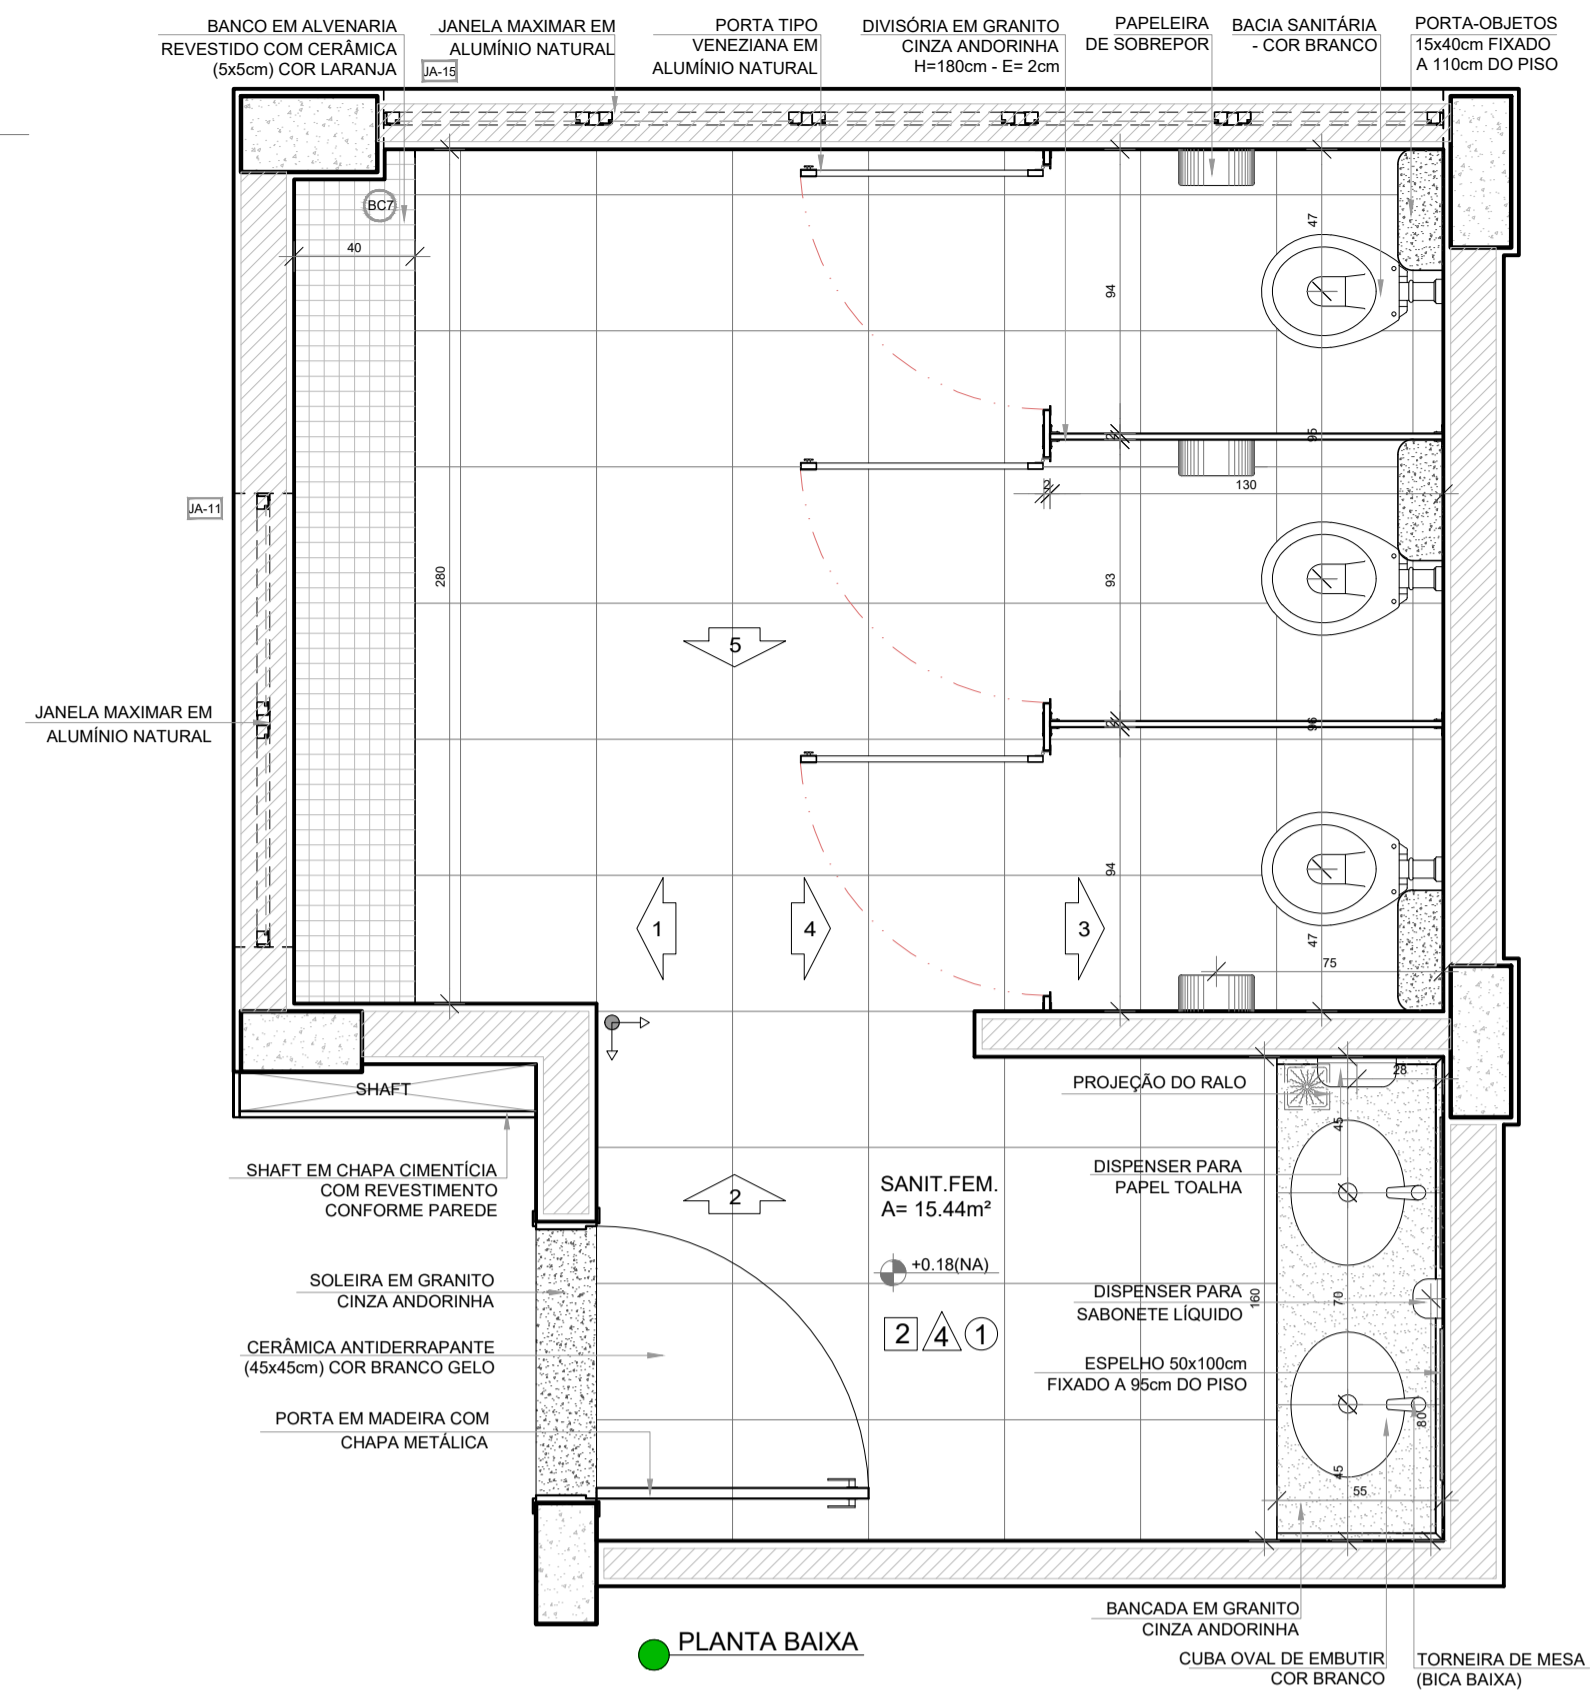 BANCO EM ALVENARIA
REVESTIDO COM CERÂMICA
(5x5cm) COR LARANJA
JANELA MAXIMAR EM
ALUMÍNIO NATURAL
JA-15
PORTA TIPO
VENEZIANA EM
ALUMÍNIO NATURAL
DIVISÓRIA EM GRANITO
CINZA ANDORINHA
H=180cm - E= 2cm
PAPELEIRA
DE SOBREPOR
BACIA SANITÁRIA
- COR BRANCO
PORTA-OBJETOS
15x40cm FIXADO
A 110cm DO PISO
BC7
40
47
94
2
95
2
130
JA-11
280
93
5
JANELA MAXIMAR EM
ALUMÍNIO NATURAL
2
96
94
1
4
3
47
75
SHAFT
PROJEÇÃO DO RALO
28
45
SHAFT EM CHAPA CIMENTÍCIA
COM REVESTIMENTO
CONFORME PAREDE
2
SANIT.FEM.
A= 15.44m²
DISPENSER PARA
PAPEL TOALHA
+0.18(NA)
SOLEIRA EM GRANITO
CINZA ANDORINHA
DISPENSER PARA
SABONETE LÍQUIDO
160
70
2 4 1
CERÂMICA ANTIDERRAPANTE
(45x45cm) COR BRANCO GELO
ESPELHO 50x100cm
FIXADO A 95cm DO PISO
PORTA EM MADEIRA COM
CHAPA METÁLICA
80
45
55
BANCADA EM GRANITO
CINZA ANDORINHA
PLANTA BAIXA
CUBA OVAL DE EMBUTIR
COR BRANCO
TORNEIRA DE MESA
(BICA BAIXA)